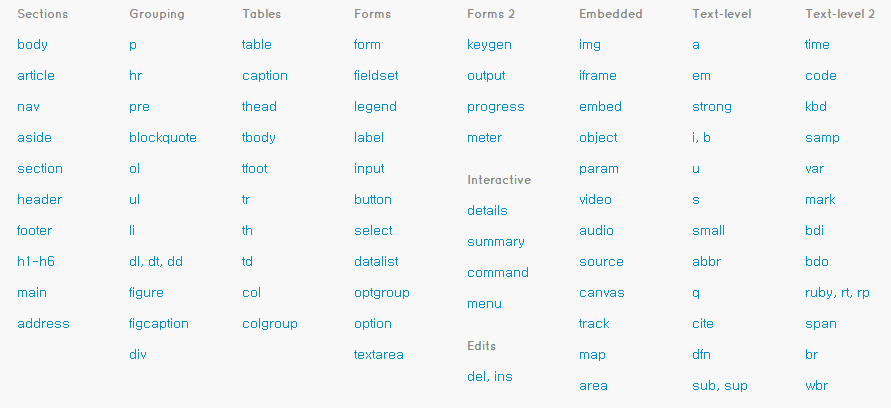 Sections
body
article
nav
aside
section
header
footer
h1-h6
main
address
Grouping
p
hr
pre
blockquote
ol
ul
li
dl, dt, dd
figure
figcaption
div
Tables
table
caption
thead
tbody
tfoot
tr
th
td
col
colgroup
Forms
form
fieldset
legend
label
input
button
select
datalist
optgroup
option
textarea
Forms 2
keygen
output
progress
meter
Interactive
details
summary
command
menu
Edits
del, ins
Embedded
img
iframe
embed
object
param
video
audio
source
canvas
track
map
area
Text-level
a
em
strong
i, b
u
s
small
abbr
q
cite
dfn
sub, sup
Text-level 2
time
code
kbd
samp
var
mark
bdi
bdo
ruby, rt, rp
span
br
wbr